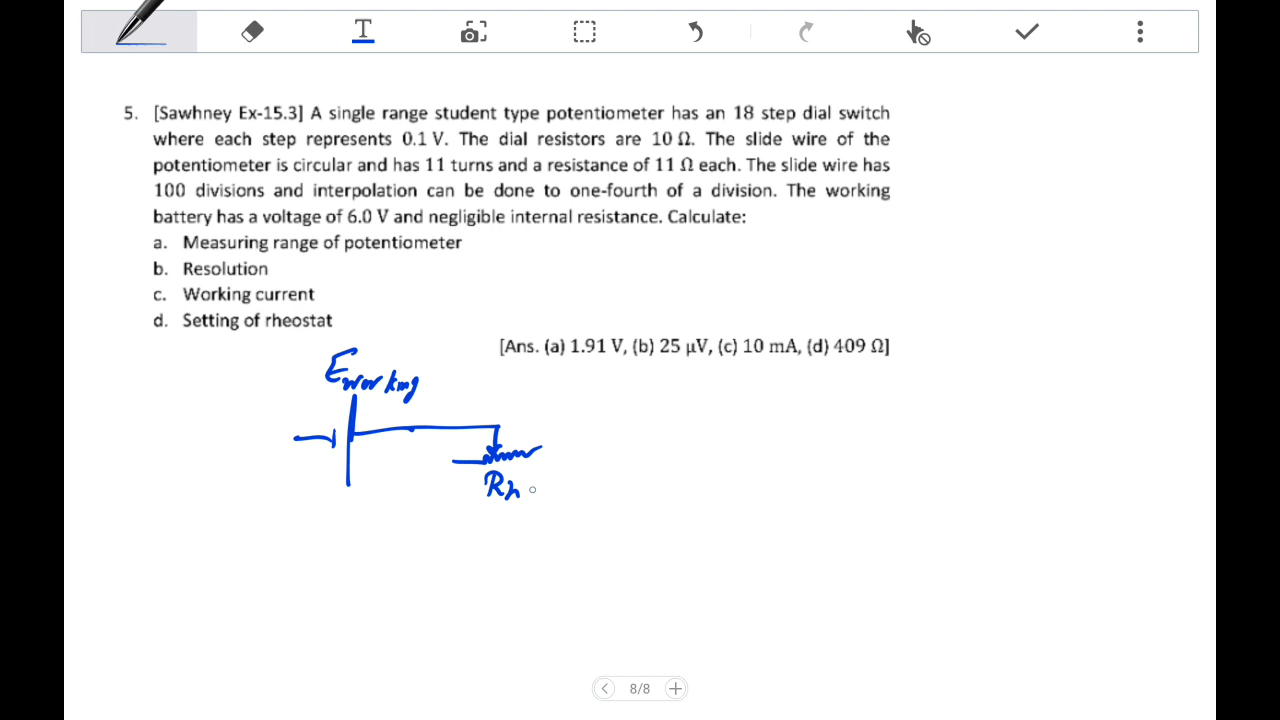 T
5. [Sawhney Ex-15.3] A single range student type potentiometer has an 18 step dial switch
where each step represents 0.1 V. The dial resistors are 10 Ω. The slide wire of the
potentiometer is circular and has 11 turns and a resistance of 11 Ω each. The slide wire has
100 divisions and interpolation can be done to one-fourth of a division. The working
battery has a voltage of 6.0 V and negligible internal resistance. Calculate:
a. Measuring range of potentiometer
b. Resolution
c. Working current
d. Setting of rheostat
[Ans. (a) 1.91 V, (b) 25 μV, (c) 10 mA, (d) 409 Ω]
Eworking
Rh
8/8